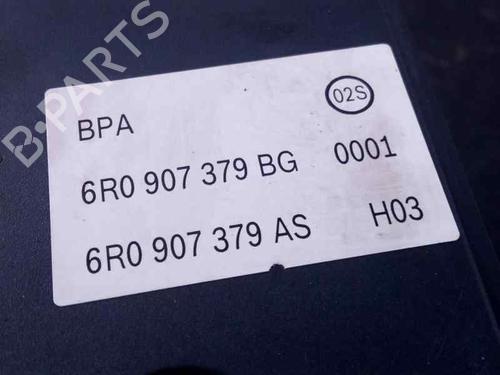 B-PARTS
02S
BPA
6R0 907 379 BG 0001
6R0 907 379 AS H03